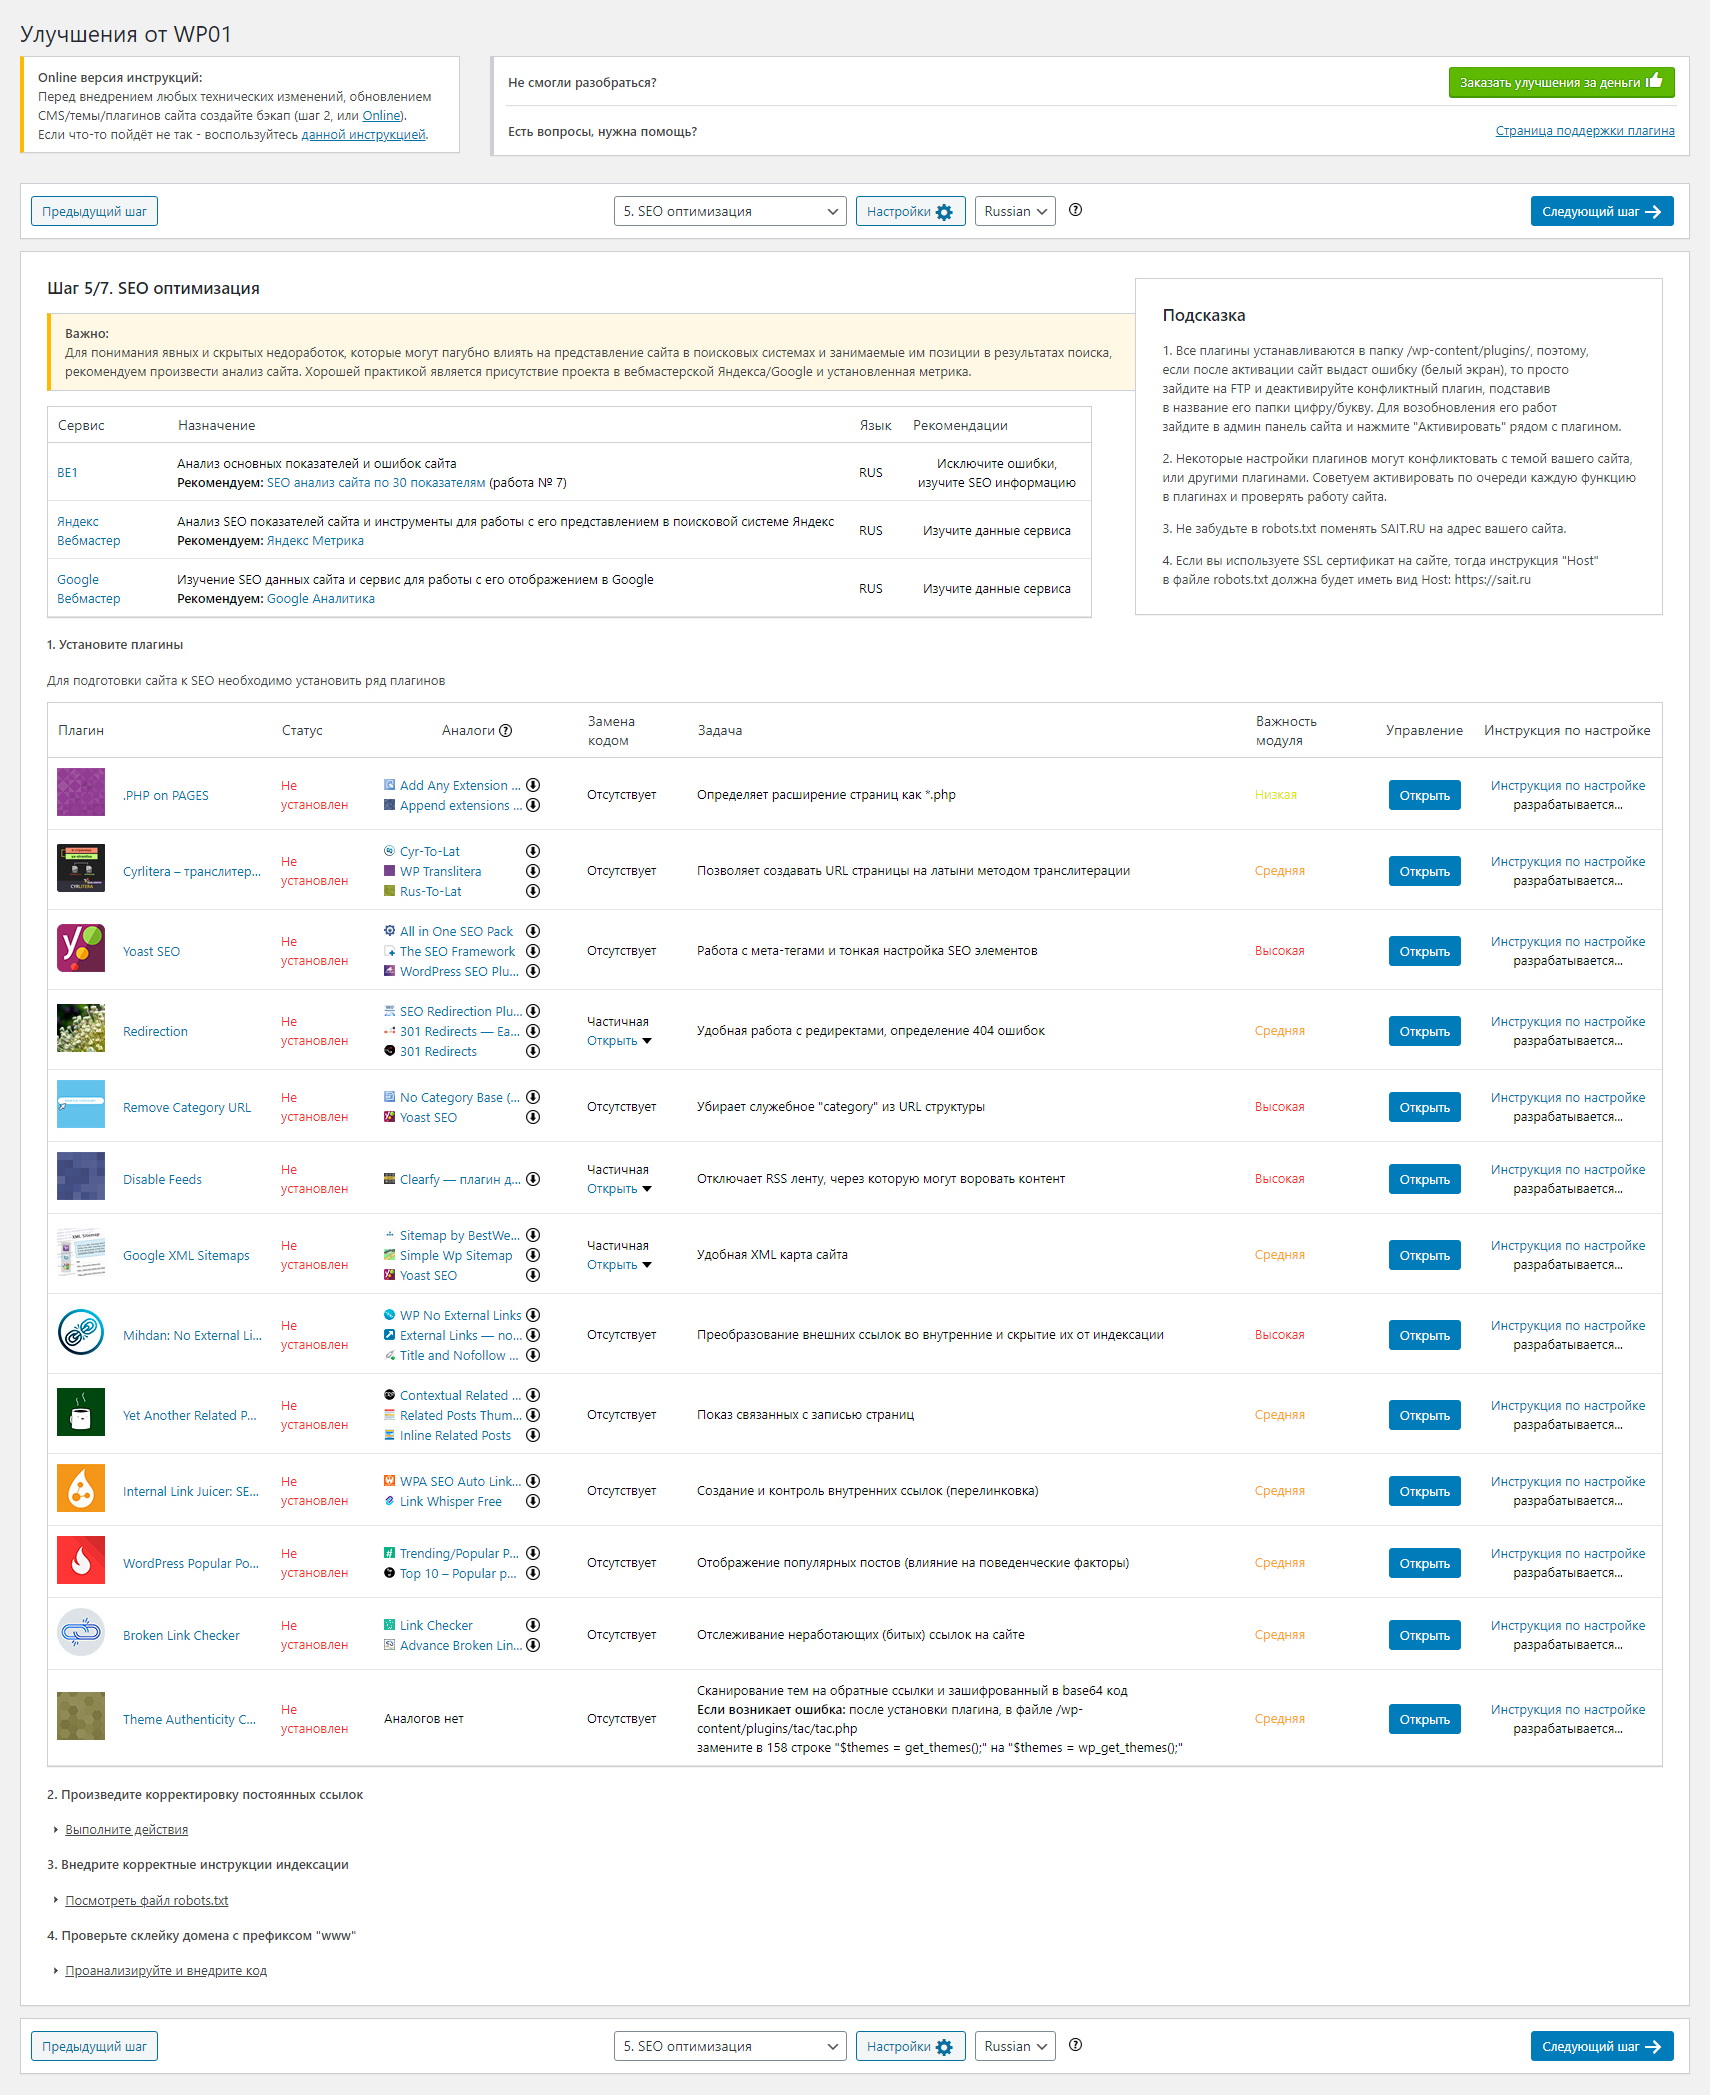 Улучшения от WP01
Online версия инструкций:
Перед внедрением любых технических изменений, обновлением
CMS/темы/плагинов сайта создайте бэкап (шаг 2, или Online).
Если что-то пойдёт не так - воспользуйтесь данной инструкцией.
Не смогли разобраться?
Заказать улучшения за деньги
Есть вопросы, нужна помощь?
Страница поддержки плагина
Предыдущий шаг
5. SEO оптимизация
Настройки
Russian
Следующий шаг
Шаг 5/7. SEO оптимизация
Важно:
Для понимания явных и скрытых недоработок, которые могут пагубно влиять на представление сайта в поисковых системах и занимаемые им позиции в результатах поиска,
рекомендуем произвести анализ сайта. Хорошей практикой является присутствие проекта в вебмастерской Яндекса/Google и установленная метрика.
Подсказка
1. Все плагины устанавливаются в папку /wp-content/plugins/, поэтому,
если после активации сайт выдаст ошибку (белый экран), то просто
зайдите на FTP и деактивируйте конфликтный плагин, подставив
в название его папки цифру/букву. Для возобновления его работ
зайдите в админ панель сайта и нажмите "Активировать" рядом с плагином.
2. Некоторые настройки плагинов могут конфликтовать с темой вашего сайта,
или другими плагинами. Советуем активировать по очереди каждую функцию
в плагинах и проверять работу сайта.
3. Не забудьте в robots.txt поменять SAIT.RU на адрес вашего сайта.
4. Если вы используете SSL сертификат на сайте, тогда инструкция "Host"
в файле robots.txt должна будет иметь вид Host: https://sait.ru
Сервис Назначение Язык Рекомендации
BE1
Анализ основных показателей и ошибок сайта
Рекомендуем: SEO анализ сайта по 30 показателям (работа № 7)
RUS
Исключите ошибки,
изучите SEO информацию
Яндекс
Вебмастер
Анализ SEO показателей сайта и инструменты для работы с его представлением в поисковой системе Яндекс
Рекомендуем: Яндекс Метрика
RUS
Изучите данные сервиса
Google
Вебмастер
Изучение SEO данных сайта и сервис для работы с его отображением в Google
Рекомендуем: Google Аналитика
RUS
Изучите данные сервиса
1. Установите плагины
Для подготовки сайта к SEO необходимо установить ряд плагинов
Плагин
Статус
Аналоги
Замена
кодом
Задача
Важность
модуля
Управление
Инструкция по настройке
.PHP on PAGES
Не
установлен
Add Any Extension ...
Append extensions ...
Отсутствует
Определяет расширение страниц как *.php
Низкая
Открыть
Инструкция по настройке
разрабатывается...
Cyrlitera – транслитер...
Не
установлен
Cyr-To-Lat
WP Translitera
Rus-To-Lat
Отсутствует
Позволяет создавать URL страницы на латыни методом транслитерации
Средняя
Открыть
Инструкция по настройке
разрабатывается...
Yoast SEO
Не
установлен
All in One SEO Pack
The SEO Framework
WordPress SEO Plu...
Отсутствует
Работа с мета-тегами и тонкая настройка SEO элементов
Высокая
Открыть
Инструкция по настройке
разрабатывается...
Redirection
Не
установлен
SEO Redirection Plu...
301 Redirects — Ea...
301 Redirects
Частичная
Открыть
Удобная работа с редиректами, определение 404 ошибок
Средняя
Открыть
Инструкция по настройке
разрабатывается...
Remove Category URL
Не
установлен
No Category Base (...
Yoast SEO
Отсутствует
Убирает служебное "category" из URL структуры
Высокая
Открыть
Инструкция по настройке
разрабатывается...
Disable Feeds
Не
установлен
Clearfy — плагин д...
Частичная
Открыть
Отключает RSS ленту, через которую могут воровать контент
Высокая
Открыть
Инструкция по настройке
разрабатывается...
Google XML Sitemaps
Не
установлен
Sitemap by BestWe...
Simple Wp Sitemap
Yoast SEO
Частичная
Открыть
Удобная XML карта сайта
Средняя
Открыть
Инструкция по настройке
разрабатывается...
Mihdan: No External Li...
Не
установлен
WP No External Links
External Links — no...
Title and Nofollow ...
Отсутствует
Преобразование внешних ссылок во внутренние и скрытие их от индексации
Высокая
Открыть
Инструкция по настройке
разрабатывается...
Yet Another Related P...
Не
установлен
Contextual Related ...
Related Posts Thum...
Inline Related Posts
Отсутствует
Показ связанных с записью страниц
Средняя
Открыть
Инструкция по настройке
разрабатывается...
Internal Link Juicer: SE...
Не
установлен
WPA SEO Auto Link...
Link Whisper Free
Отсутствует
Создание и контроль внутренних ссылок (перелинковка)
Средняя
Открыть
Инструкция по настройке
разрабатывается...
WordPress Popular Po...
Не
установлен
Trending/Popular P...
Top 10 – Popular p...
Отсутствует
Отображение популярных постов (влияние на поведенческие факторы)
Средняя
Открыть
Инструкция по настройке
разрабатывается...
Broken Link Checker
Не
установлен
Link Checker
Advance Broken Lin...
Отсутствует
Отслеживание неработающих (битых) ссылок на сайте
Средняя
Открыть
Инструкция по настройке
разрабатывается...
Theme Authenticity C...
Не
установлен
Аналогов нет
Отсутствует
Сканирование тем на обратные ссылки и зашифрованный в base64 код
Если возникает ошибка: после установки плагина, в файле /wp-
content/plugins/tac/tac.php
замените в 158 строке "$themes = get_themes();" на "$themes = wp_get_themes();"
Средняя
Открыть
Инструкция по настройке
разрабатывается...
2. Произведите корректировку постоянных ссылок
Выполните действия
3. Внедрите корректные инструкции индексации
Посмотреть файл robots.txt
4. Проверьте склейку домена с префиксом "www"
Проанализируйте и внедрите код
Предыдущий шаг
5. SEO оптимизация
Настройки
Russian
Следующий шаг